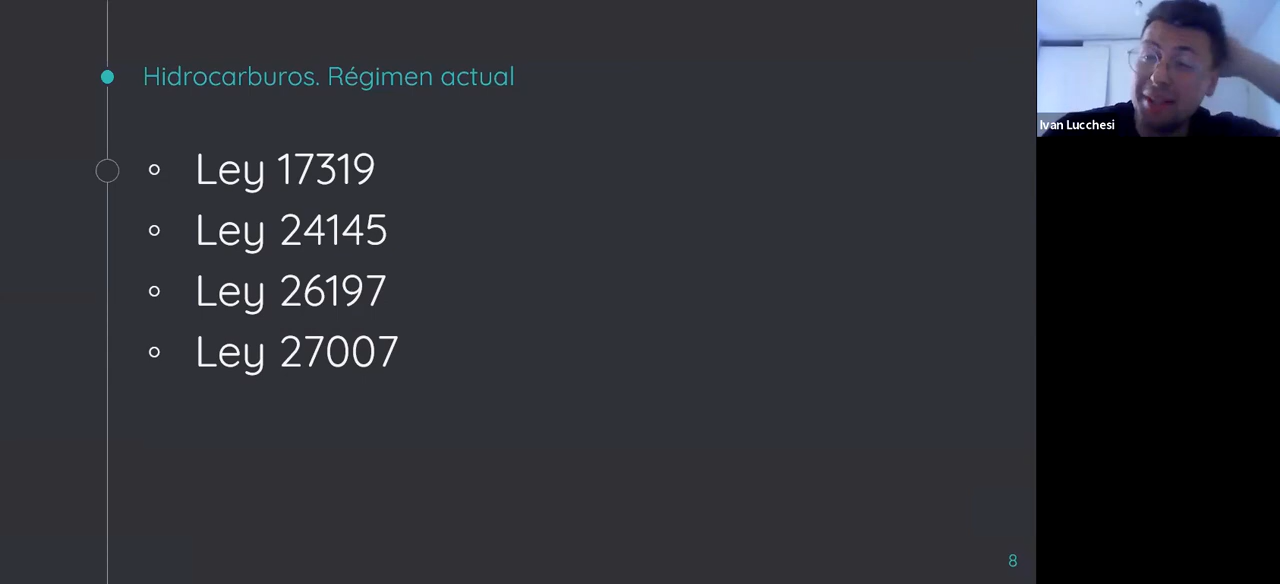 Hidrocarburos. Régimen actual
Ley 17319
Ley 24145
Ley 26197
Ley 27007
8
Ivan Lucchesi